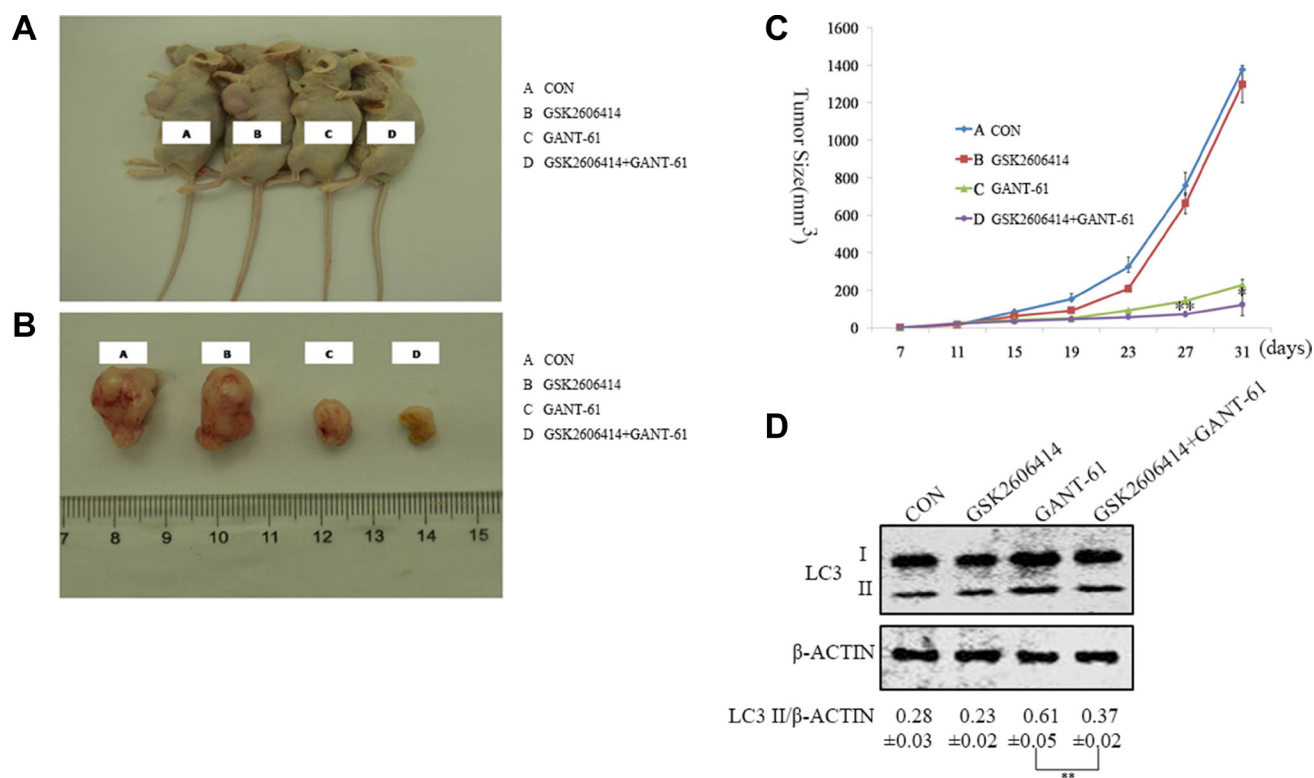 A
A
B
C
D
A CON
B GSK2606414
C GANT-61
D GSK2606414+GANT-61
B
A
B
C
D
7 8 9 10 11 12 13 14 15
A CON
B GSK2606414
C GANT-61
D GSK2606414+GANT-61
C
Tumor Size(mm³)
1600
1400
1200
1000
800
600
400
200
0
A CON
B GSK2606414
C GANT-61
D GSK2606414+GANT-61
**
*
7 11 15 19 23 27 31 (days)
D
CON
GSK2606414
GANT-61
GSK2606414+GANT-61
LC3
I
II
β-ACTIN
LC3 II/β-ACTIN 0.28 0.23 0.61 0.37
±0.03 ±0.02 ±0.05 ±0.02
**